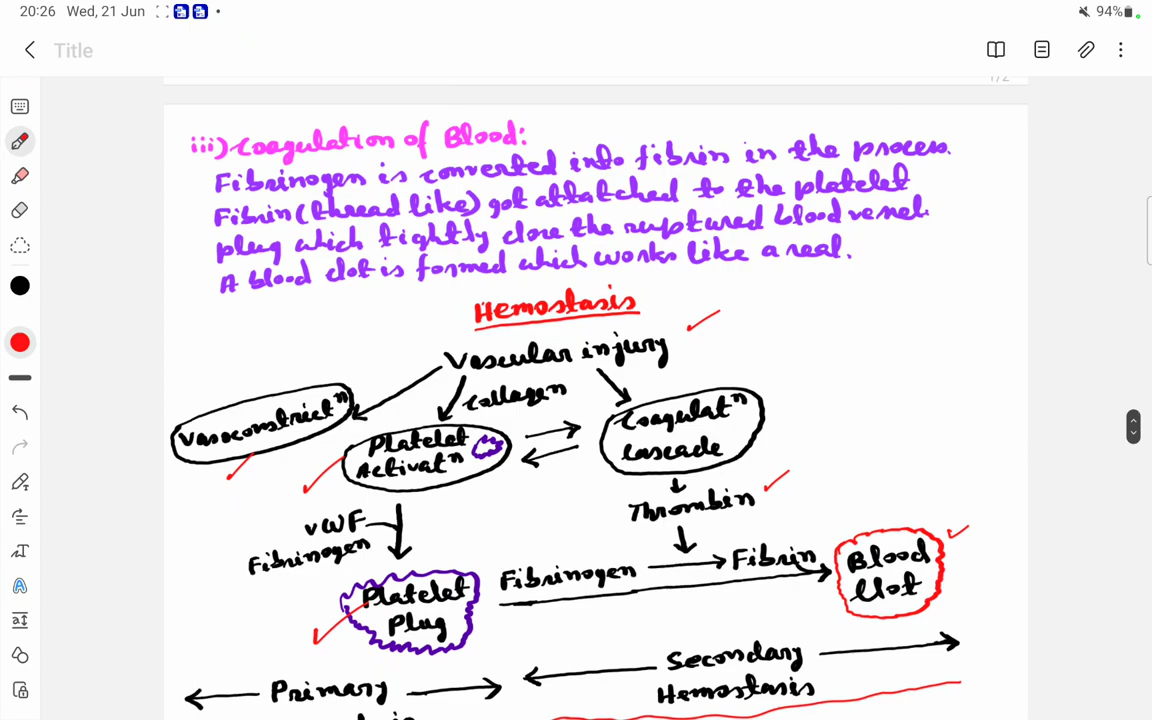 20:26 Wed, 21 Jun
94%
Title
1/2
iii) Coagulation of Blood:
Fibrinogen is converted into fibrin in the process.
Fibrin (thread like) got attatched to the platelet
plug which tightly close the ruptured blood vessel.
A blood clot is formed which works like a seal.
Hemostasis
Vascular injury
Collagen
Vasoconstrictⁿ
Platelet
Activatⁿ
Coagulatⁿ
Cascade
Thrombin
vWF
Fibrinogen
Platelet
Plug
Fibrinogen
Fibrin
Blood
Clot
Primary
Secondary
Hemostasis